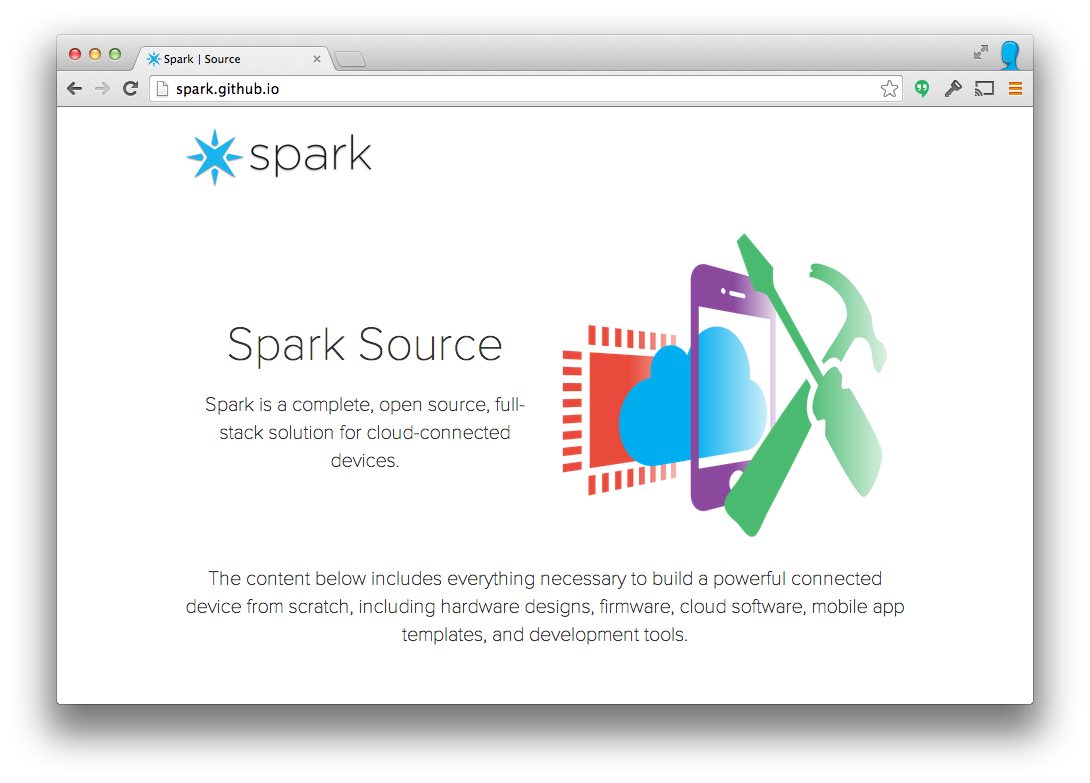 Spark | Source
spark.github.io
spark
Spark Source
Spark is a complete, open source, full-
stack solution for cloud-connected
devices.
The content below includes everything necessary to build a powerful connected
device from scratch, including hardware designs, firmware, cloud software, mobile app
templates, and development tools.